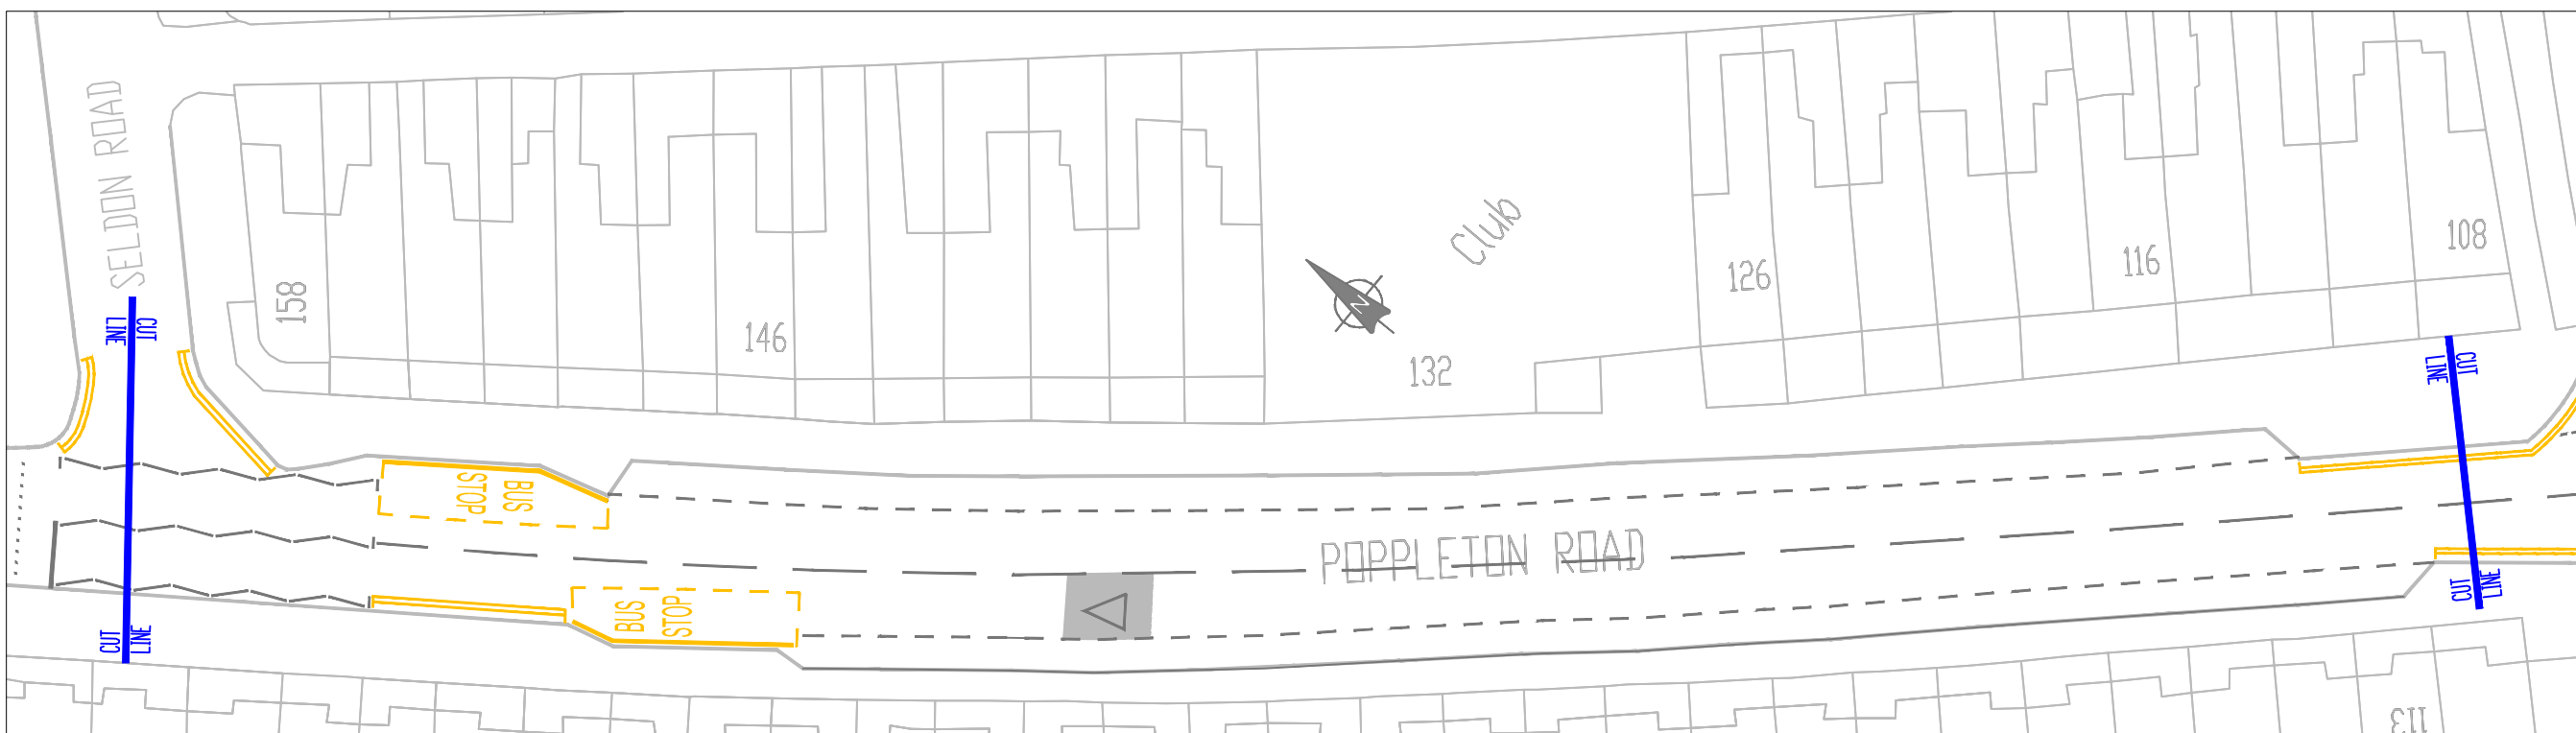 SELDON ROAD
CUT
LINE
158
146
Club
N
132
126
116
108
CUT
LINE
BUS
STOP
POPPLETON ROAD
BUS
STOP
CUT
LINE
CUT
LINE
113